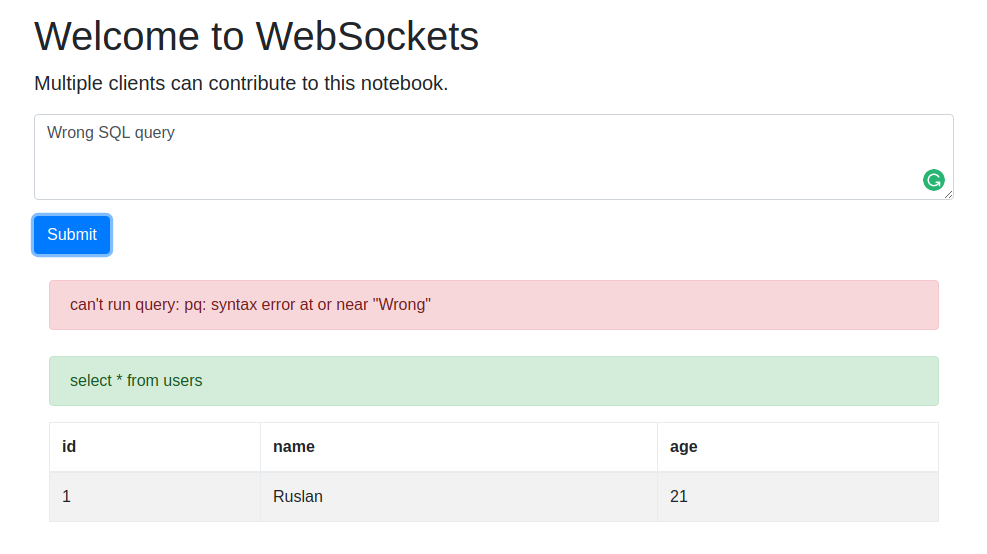 Welcome to WebSockets
Multiple clients can contribute to this notebook.
Wrong SQL query
Submit
can't run query: pq: syntax error at or near "Wrong"
select * from users
id name age
1 Ruslan 21